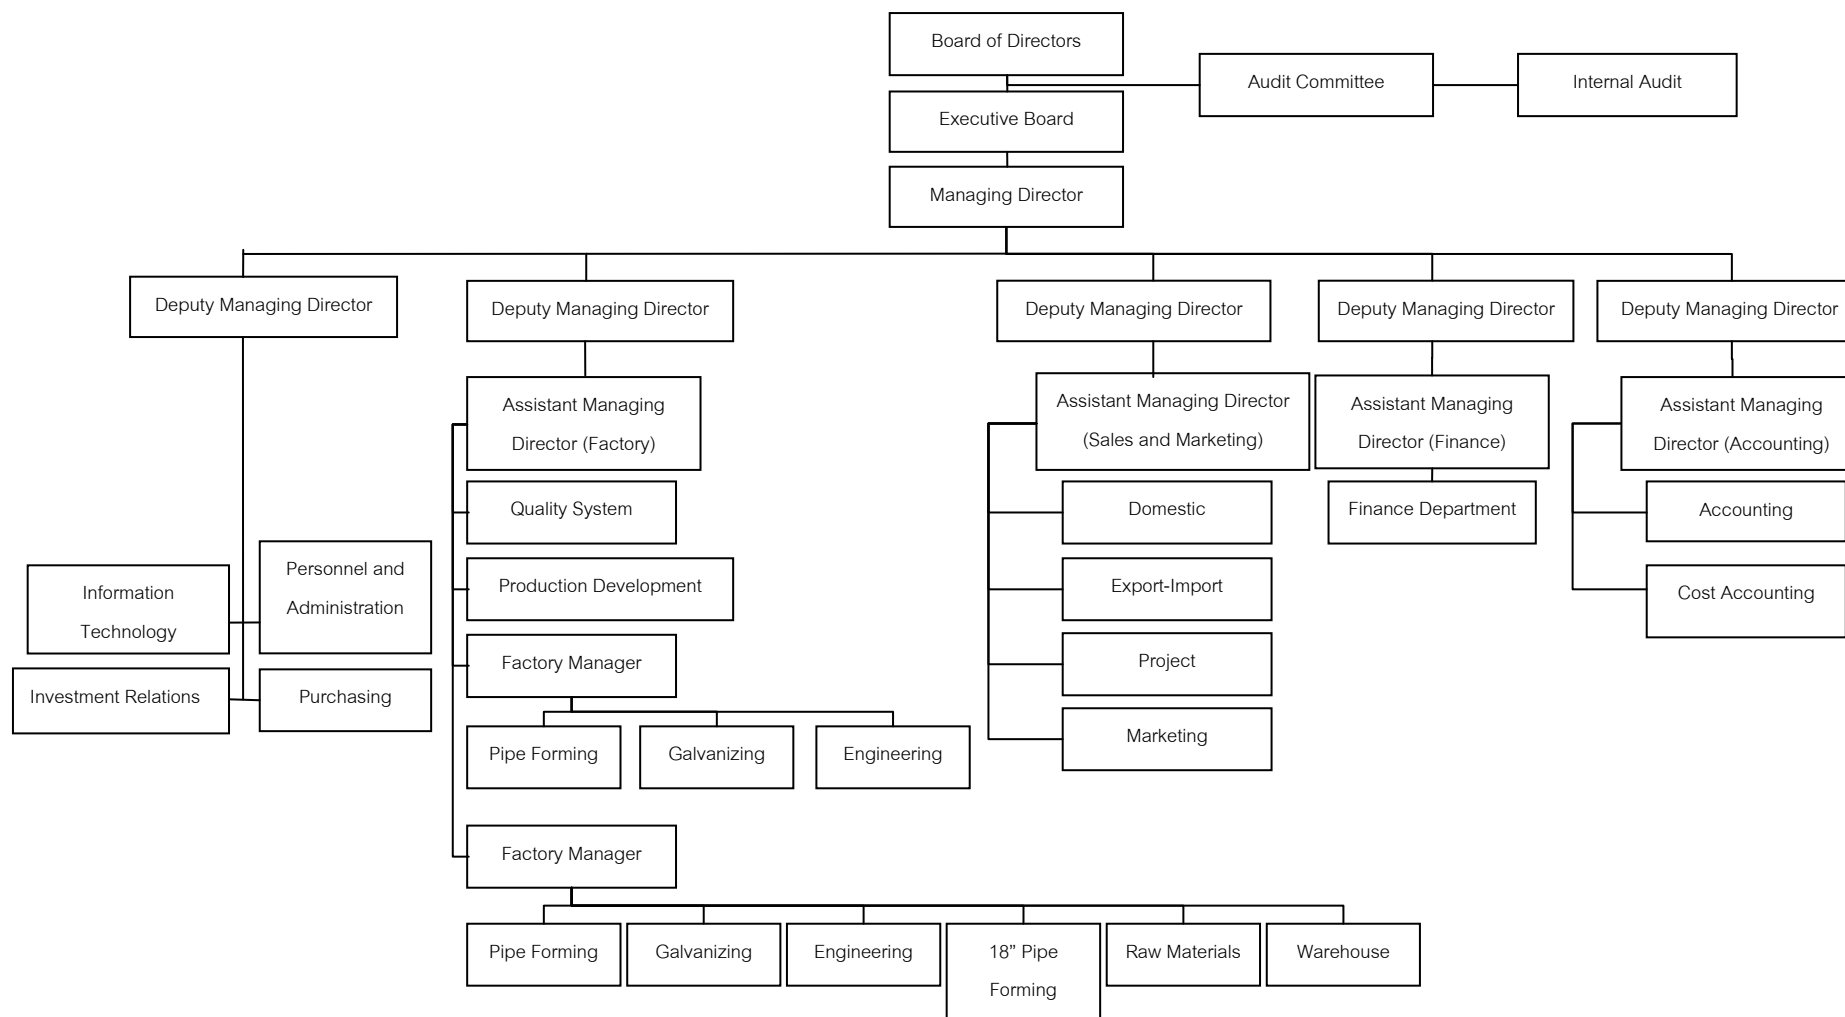 Board of Directors
Audit Committee
Internal Audit
Executive Board
Managing Director
Deputy Managing Director
Deputy Managing Director
Deputy Managing Director
Deputy Managing Director
Deputy Managing Director
Assistant Managing
Director (Factory)
Assistant Managing Director
(Sales and Marketing)
Assistant Managing
Director (Finance)
Assistant Managing
Director (Accounting)
Quality System
Domestic
Finance Department
Accounting
Information
Technology
Personnel and
Administration
Production Development
Export-Import
Cost Accounting
Investment Relations
Purchasing
Factory Manager
Project
Pipe Forming
Galvanizing
Engineering
Marketing
Factory Manager
Pipe Forming
Galvanizing
Engineering
18” Pipe
Forming
Raw Materials
Warehouse